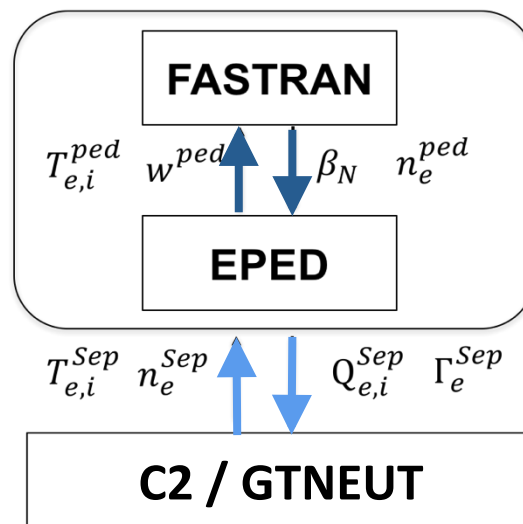 FASTRAN
T_{e,i}^{ped} w^{ped} β_N n_e^{ped}
EPED
T_{e,i}^{Sep} n_e^{Sep} Q_{e,i}^{Sep} Γ_e^{Sep}
C2 / GTNEUT